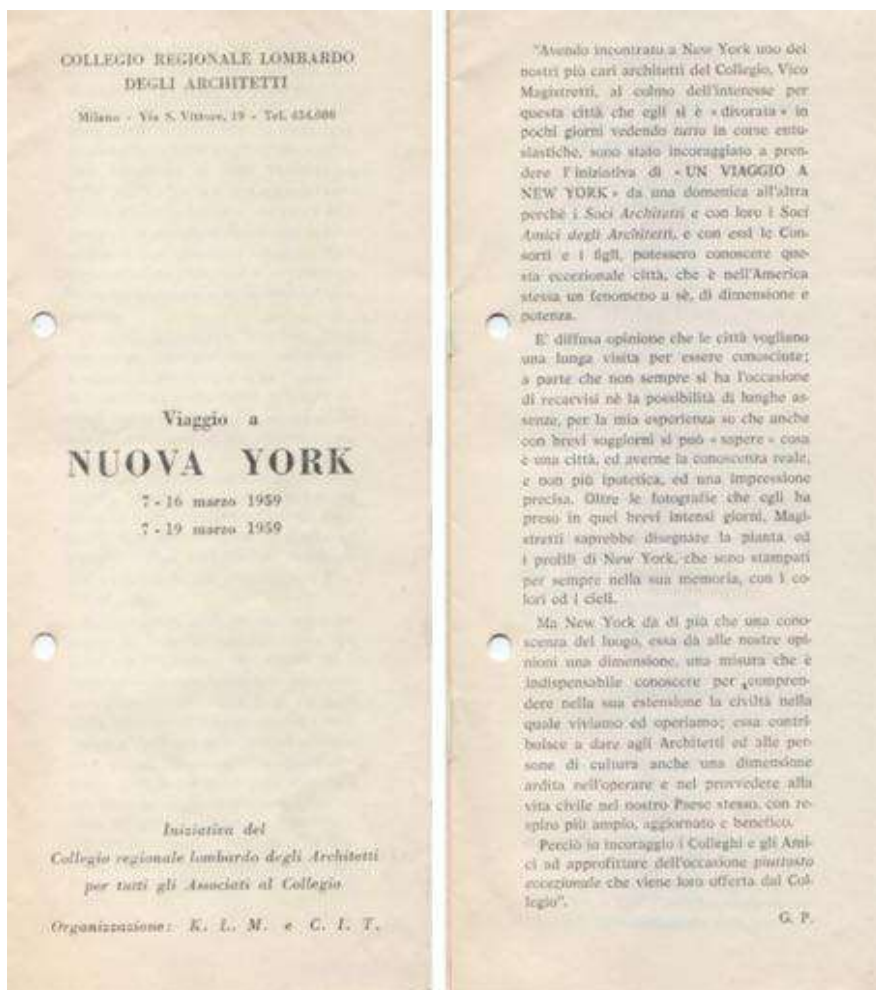 COLLEGIO REGIONALE LOMBARDO
DEGLI ARCHITETTI
Milano - Via S. Vittore, 19 - Tel.
Viaggio a
NUOVA YORK
7 - 16 marzo 1959
7 - 19 marzo 1959
Iniziativa del
Collegio regionale lombardo degli Architetti
per tutti gli Associati al Collegio
Organizzazione: K. L. M. e C. I. T.
"Avendo incontrato a New York uno dei
nostri più cari architetti del Collegio, Vico
Magistretti, al colmo dell'interesse per
questa città che egli si è «divorata» in
pochi giorni vedendo tutto in corse entu-
siastiche, sono stato incoraggiato a pren-
dere l'iniziativa di «UN VIAGGIO A
NEW YORK» da una domenica all'altra
perchè i Soci Architetti e con loro i Soci
Amici degli Architetti, e con essi le Con-
sorti e i figli, potessero conoscere que-
sta eccezionale città, che è nell'America
stessa un fenomeno a sè, di dimensione e
potenza.
E' diffusa opinione che le città vogliano
una lunga visita per essere conosciute;
a parte che non sempre si ha l'occasione
di recarvisi nè la possibilità di lunghe as-
senze, per la mia esperienza so che anche
con brevi soggiorni si può «sapere» cosa
è una città, ed averne la conoscenza reale,
e non più ipotetica, ed una impressione
precisa. Oltre le fotografie che egli ha
preso in quei brevi intensi giorni, Magi-
stretti saprebbe disegnare la pianta ed
i profili di New York, che sono stampati
per sempre nella sua memoria, con i co-
lori ed i cieli.
Ma New York da di più che una cono-
scenza del luogo, essa dà alle nostre opi-
nioni una dimensione, una misura che è
indispensabile conoscere per compren-
dere nella sua estensione la civiltà nella
quale viviamo ed operiamo; essa contri-
buisce a dare agli Architetti ed alle per-
sone di cultura anche una dimensione
ardita nell'operare e nel provvedere alla
vita civile nel nostro Paese stesso, con re-
spiro più ampio, aggiornato e benefico.
Perciò io incoraggio i Colleghi e gli Ami-
ci ad approfittare dell'occasione piuttosto
eccezionale che viene loro offerta dal Col-
legio".
G. P.